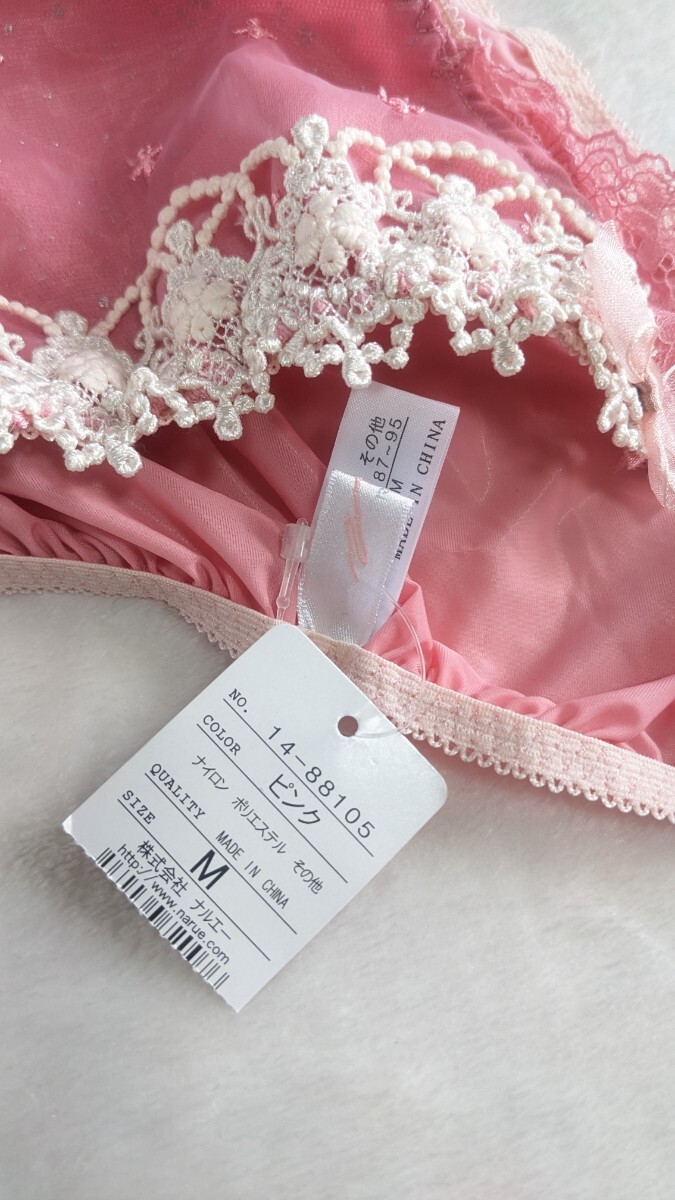 その他
87~95
M
MADE IN CHINA
NO. 14-88105
COLOR ピンク
ナイロン ポリエステル その他
QUALITY MADE IN CHINA
SIZE M
株式会社 ナルエー
http://www.narue.com